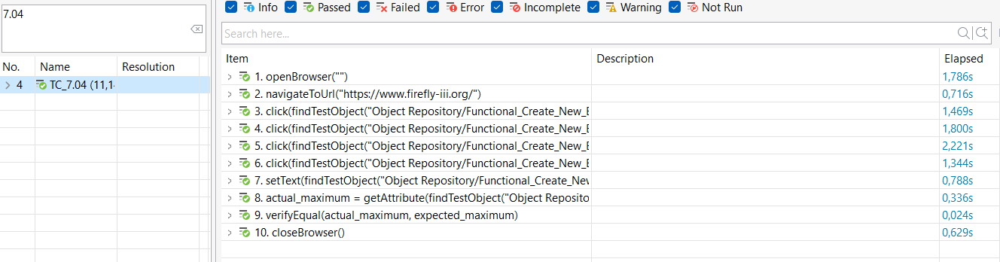 7.04
No. Name Resolution
4 TC_7.04 (11,1
Info Passed Failed Error Incomplete Warning Not Run
Search here...
Item Description Elapsed
1. openBrowser("") 1,786s
2. navigateToUrl("https://www.firefly-iii.org/") 0,716s
3. click(findTestObject("Object Repository/Functional_Create_New_E 1,469s
4. click(findTestObject("Object Repository/Functional_Create_New_E 1,800s
5. click(findTestObject("Object Repository/Functional_Create_New_E 2,221s
6. click(findTestObject("Object Repository/Functional_Create_New_E 1,344s
7. setText(findTestObject("Object Repository/Functional_Create_New 0,788s
8. actual_maximum = getAttribute(findTestObject("Object Reposito 0,336s
9. verifyEqual(actual_maximum, expected_maximum) 0,024s
10. closeBrowser() 0,629s